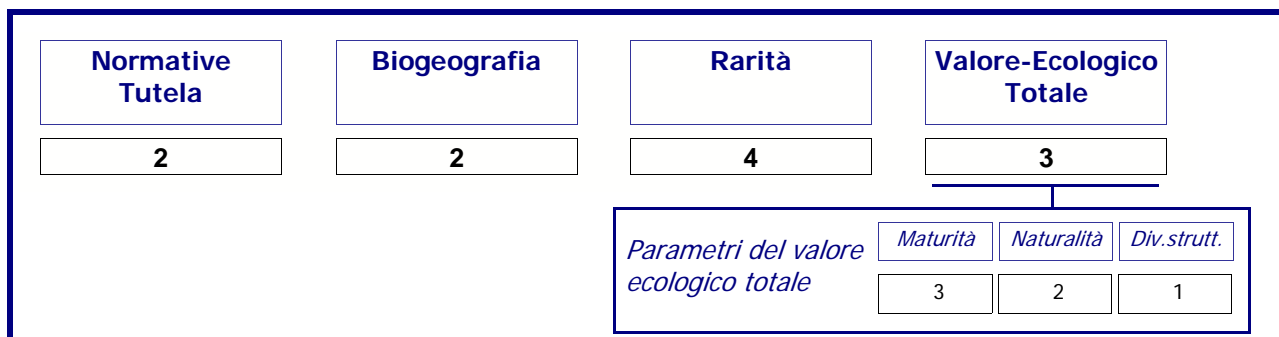 Normative
Tutela
Biogeografia
Rarità
Valore-Ecologico
Totale
2
2
4
3
Parametri del valore
ecologico totale
Maturità
Naturalità
Div.strutt.
3
2
1